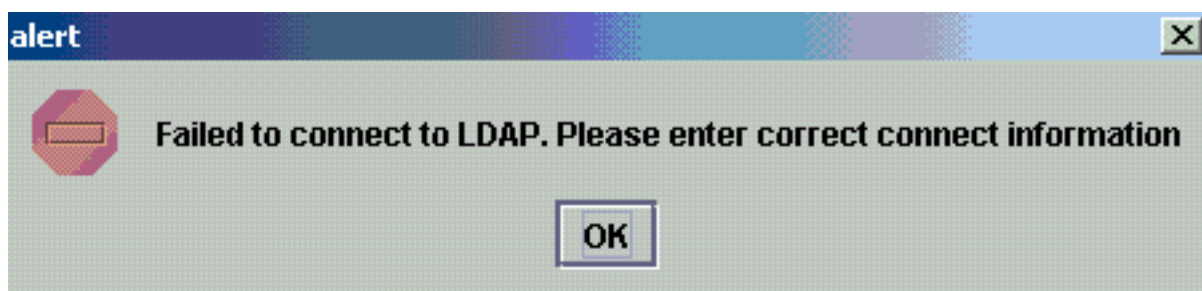 alert
Failed to connect to LDAP. Please enter correct connect information
OK